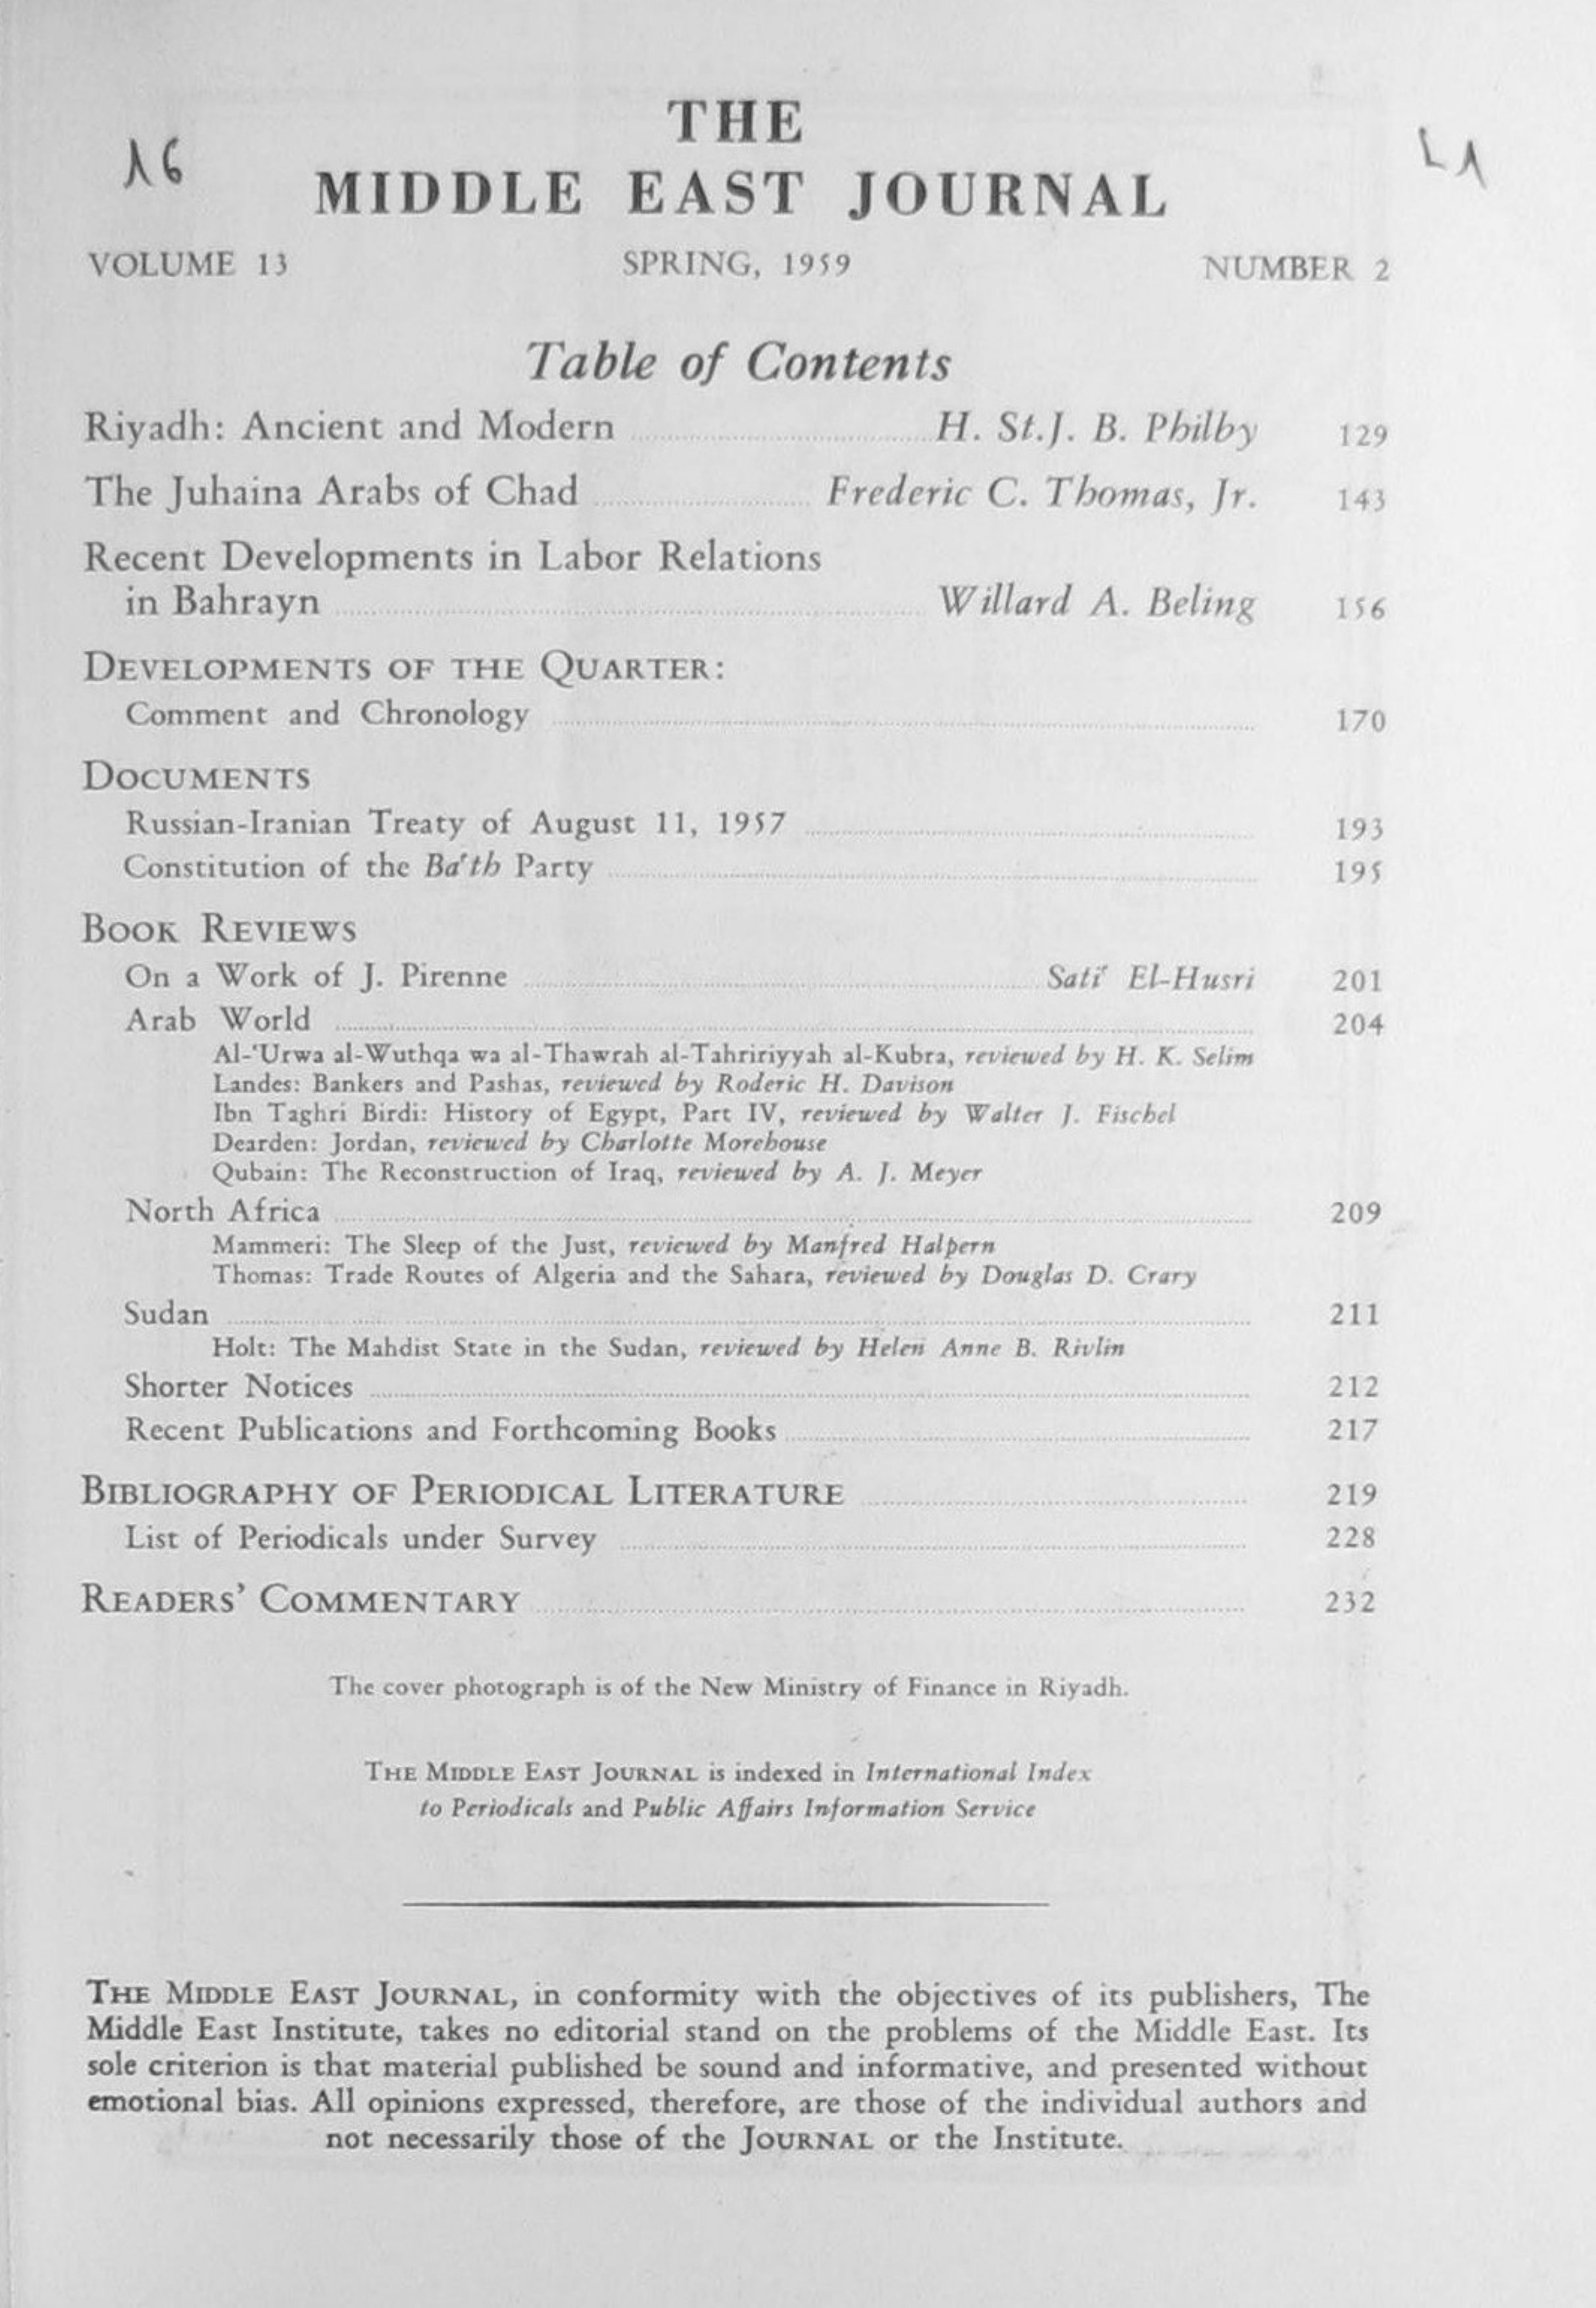 THE
MIDDLE EAST JOURNAL
VOLUME 13 SPRING, 1959 NUMBER 2
Table of Contents
Riyadh: Ancient and Modern H. St.J. B. Philby 129
The Juhaina Arabs of Chad Frederic C. Thomas, Jr. 143
Recent Developments in Labor Relations
in Bahrayn Willard A. Beling 156
DEVELOPMENTS OF THE QUARTER:
Comment and Chronology 170
DOCUMENTS
Russian-Iranian Treaty of August 11, 1957 193
Constitution of the Ba‘th Party 195
BOOK REVIEWS
On a Work of J. Pirenne Sati‘ El-Husri 201
Arab World 204
Al-‘Urwa al-Wuthqa wa al-Thawrah al-Tahririyyah al-Kubra, reviewed by H. K. Selim
Landes: Bankers and Pashas, reviewed by Roderic H. Davison
Ibn Taghri Birdi: History of Egypt, Part IV, reviewed by Walter J. Fischel
Dearden: Jordan, reviewed by Charlotte Morehouse
Qubain: The Reconstruction of Iraq, reviewed by A. J. Meyer
North Africa 209
Mammeri: The Sleep of the Just, reviewed by Manfred Halpern
Thomas: Trade Routes of Algeria and the Sahara, reviewed by Douglas D. Crary
Sudan 211
Holt: The Mahdist State in the Sudan, reviewed by Helen Anne B. Rivlin
Shorter Notices 212
Recent Publications and Forthcoming Books 217
BIBLIOGRAPHY OF PERIODICAL LITERATURE 219
List of Periodicals under Survey 228
READERS’ COMMENTARY 232
The cover photograph is of the New Ministry of Finance in Riyadh.
THE MIDDLE EAST JOURNAL is indexed in International Index
to Periodicals and Public Affairs Information Service
THE MIDDLE EAST JOURNAL, in conformity with the objectives of its publishers, The
Middle East Institute, takes no editorial stand on the problems of the Middle East. Its
sole criterion is that material published be sound and informative, and presented without
emotional bias. All opinions expressed, therefore, are those of the individual authors and
not necessarily those of the JOURNAL or the Institute.